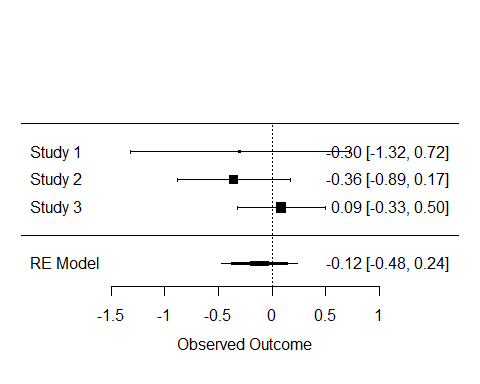 Study 1 -0.30 [-1.32, 0.72]
Study 2 -0.36 [-0.89, 0.17]
Study 3 0.09 [-0.33, 0.50]
RE Model -0.12 [-0.48, 0.24]
-1.5 -1 -0.5 0 0.5 1
Observed Outcome